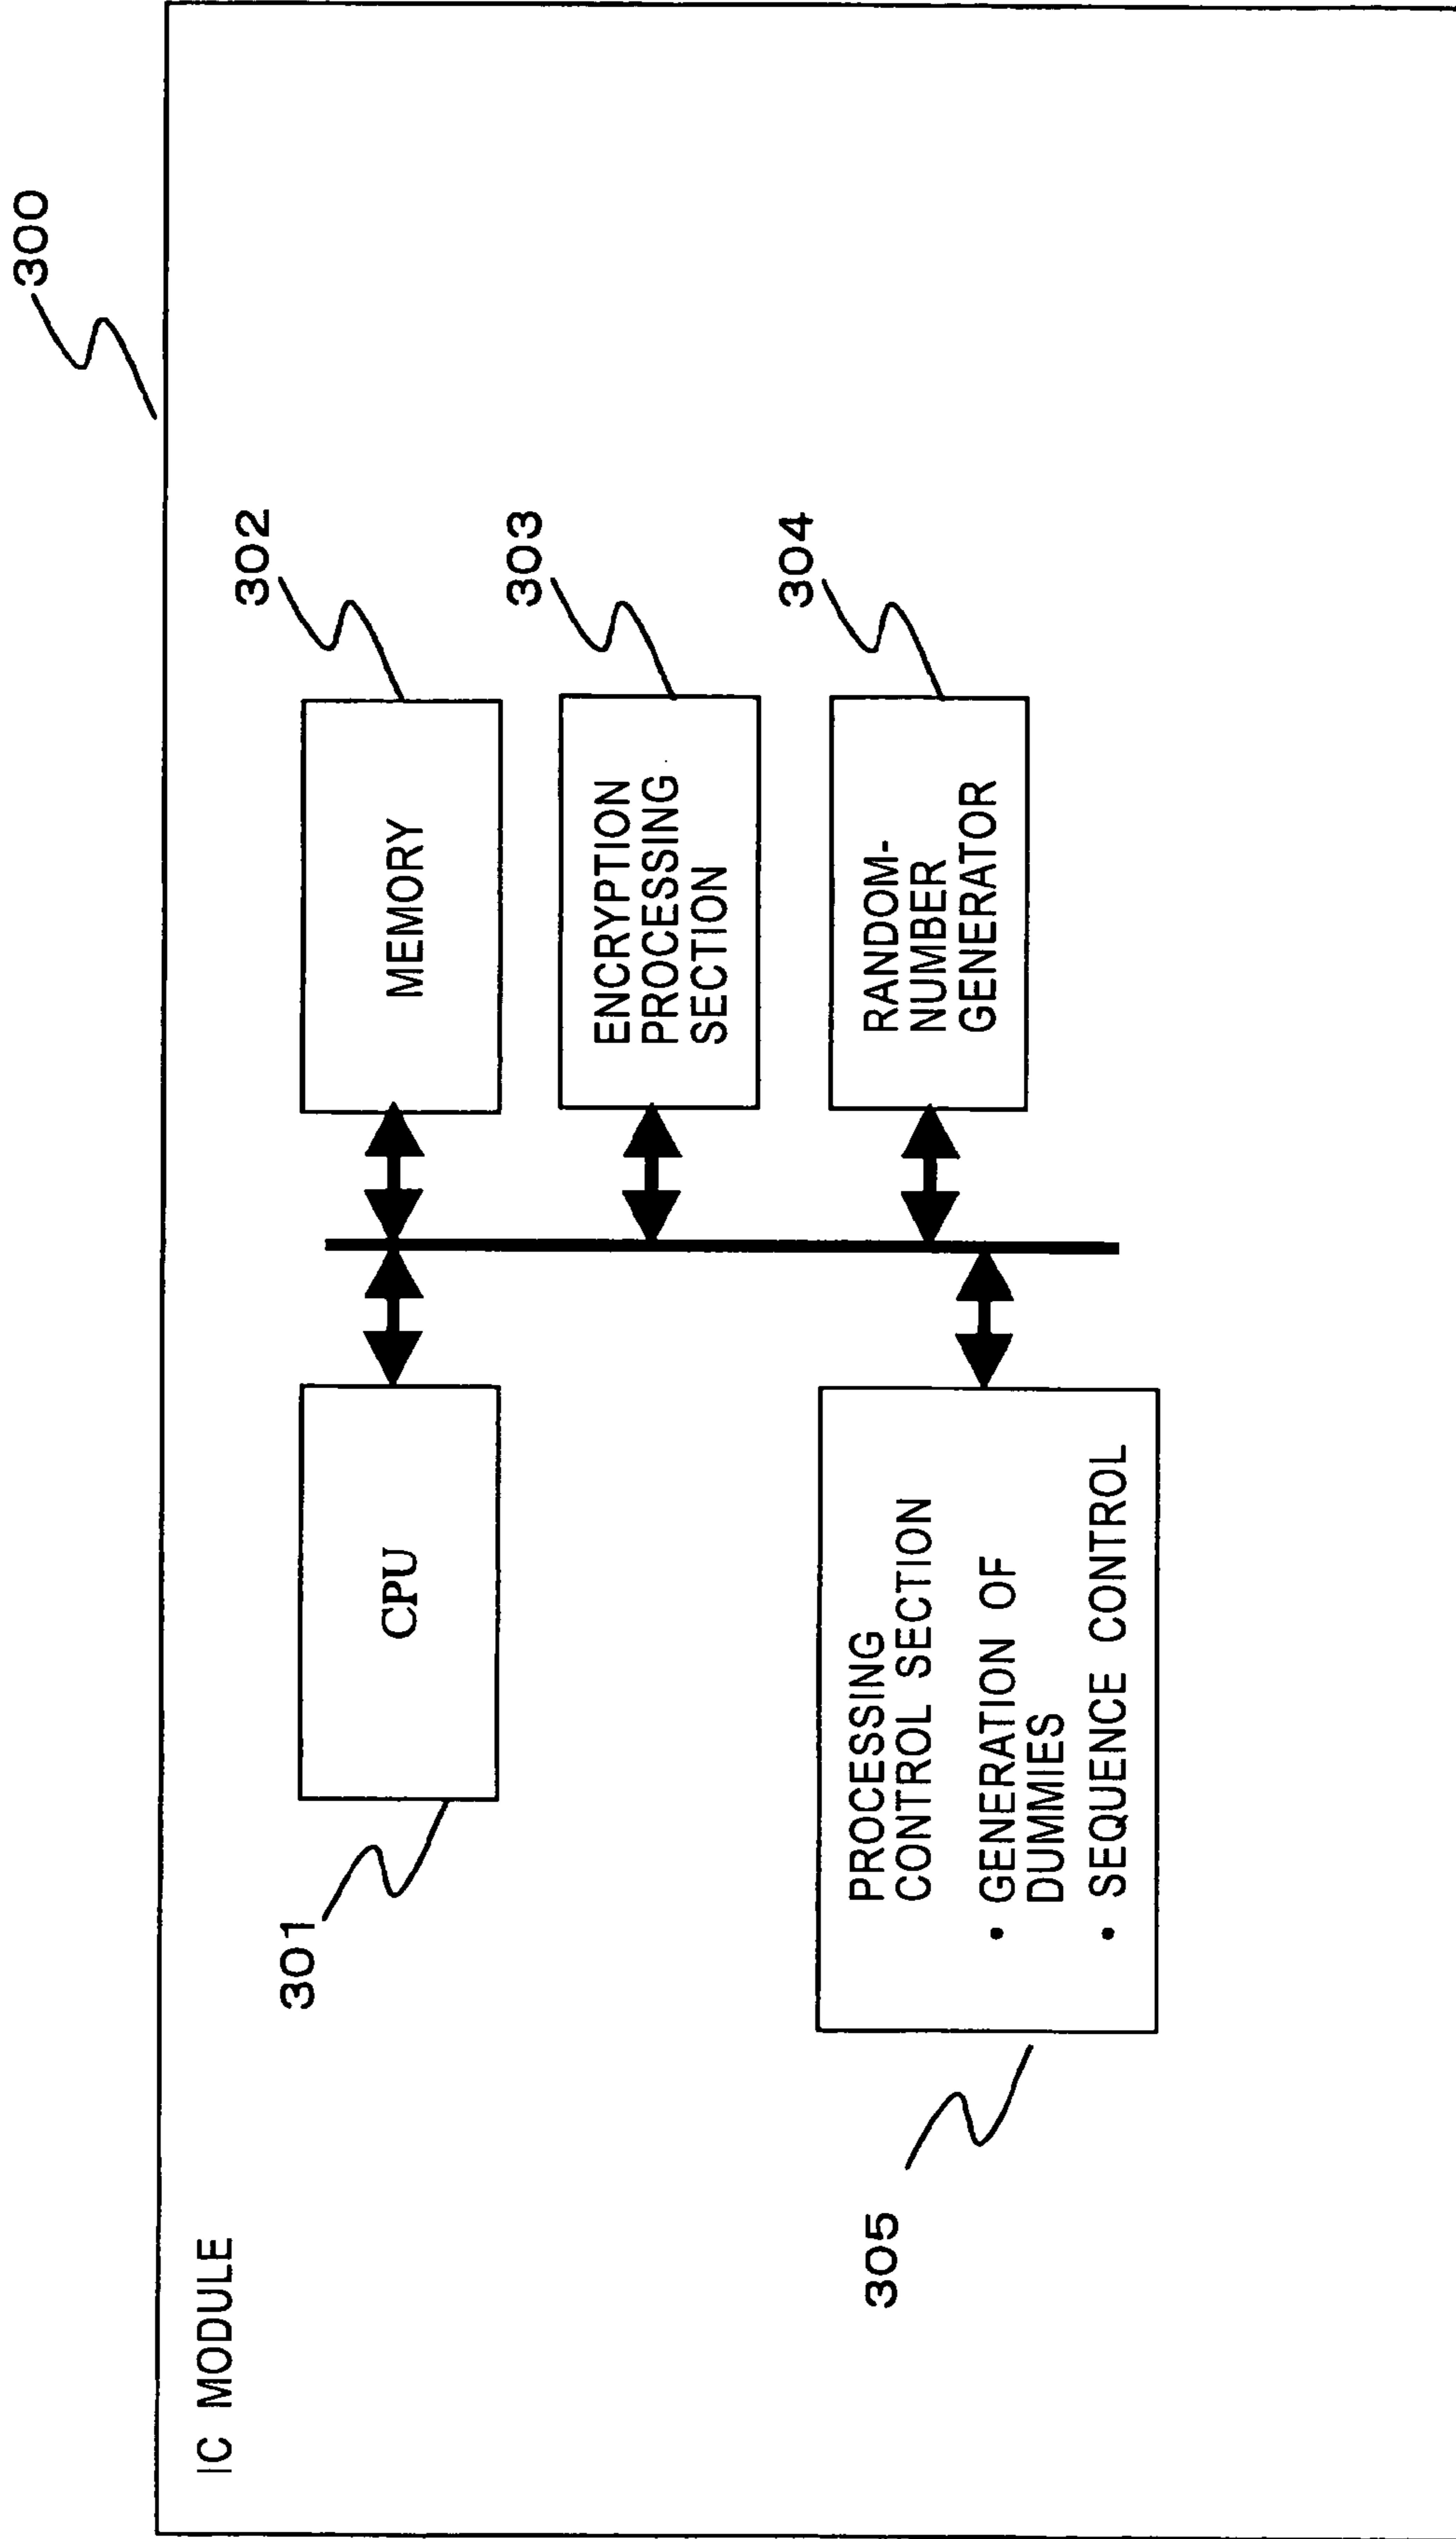 300
IC MODULE
301
CPU
302
MEMORY
303
ENCRYPTION
PROCESSING
SECTION
304
RANDOM-
NUMBER
GENERATOR
305
PROCESSING
CONTROL SECTION
• GENERATION OF
DUMMIES
• SEQUENCE CONTROL